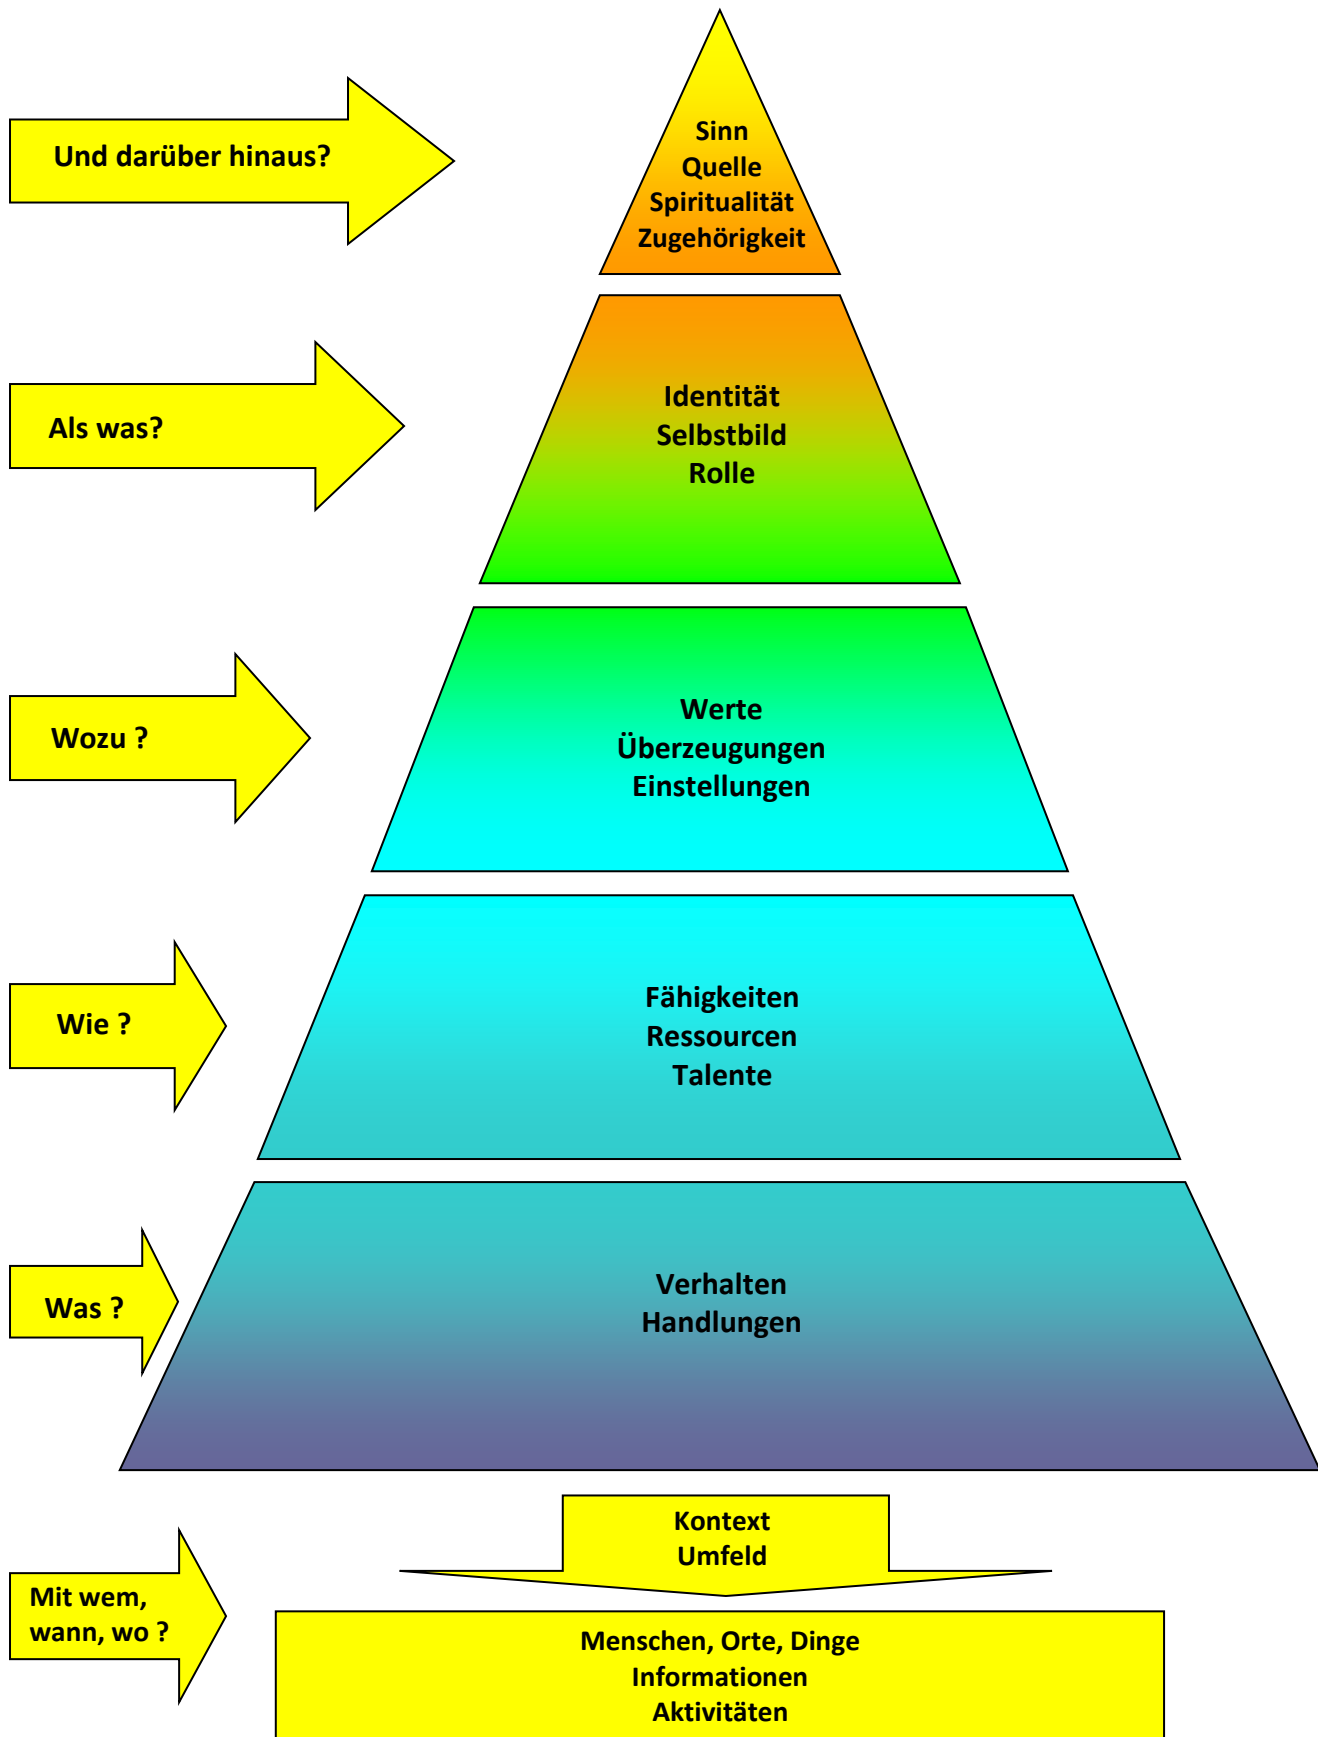 Und darüber hinaus?
Sinn
Quelle
Spiritualität
Zugehörigkeit
Als was?
Identität
Selbstbild
Rolle
Wozu ?
Werte
Überzeugungen
Einstellungen
Wie ?
Fähigkeiten
Ressourcen
Talente
Was ?
Verhalten
Handlungen
Mit wem,
wann, wo ?
Kontext
Umfeld
Menschen, Orte, Dinge
Informationen
Aktivitäten